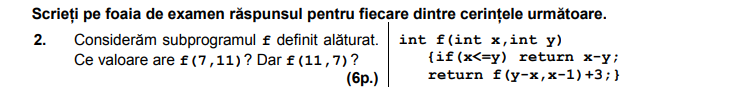 Scrieți pe foaia de examen răspunsul pentru fiecare dintre cerințele următoare.
2. Considerăm subprogramul f definit alăturat.
Ce valoare are f(7,11)? Dar f(11,7)?
(6p.)
int f(int x,int y)
{if(x<=y) return x-y;
return f(y-x,x-1)+3;}